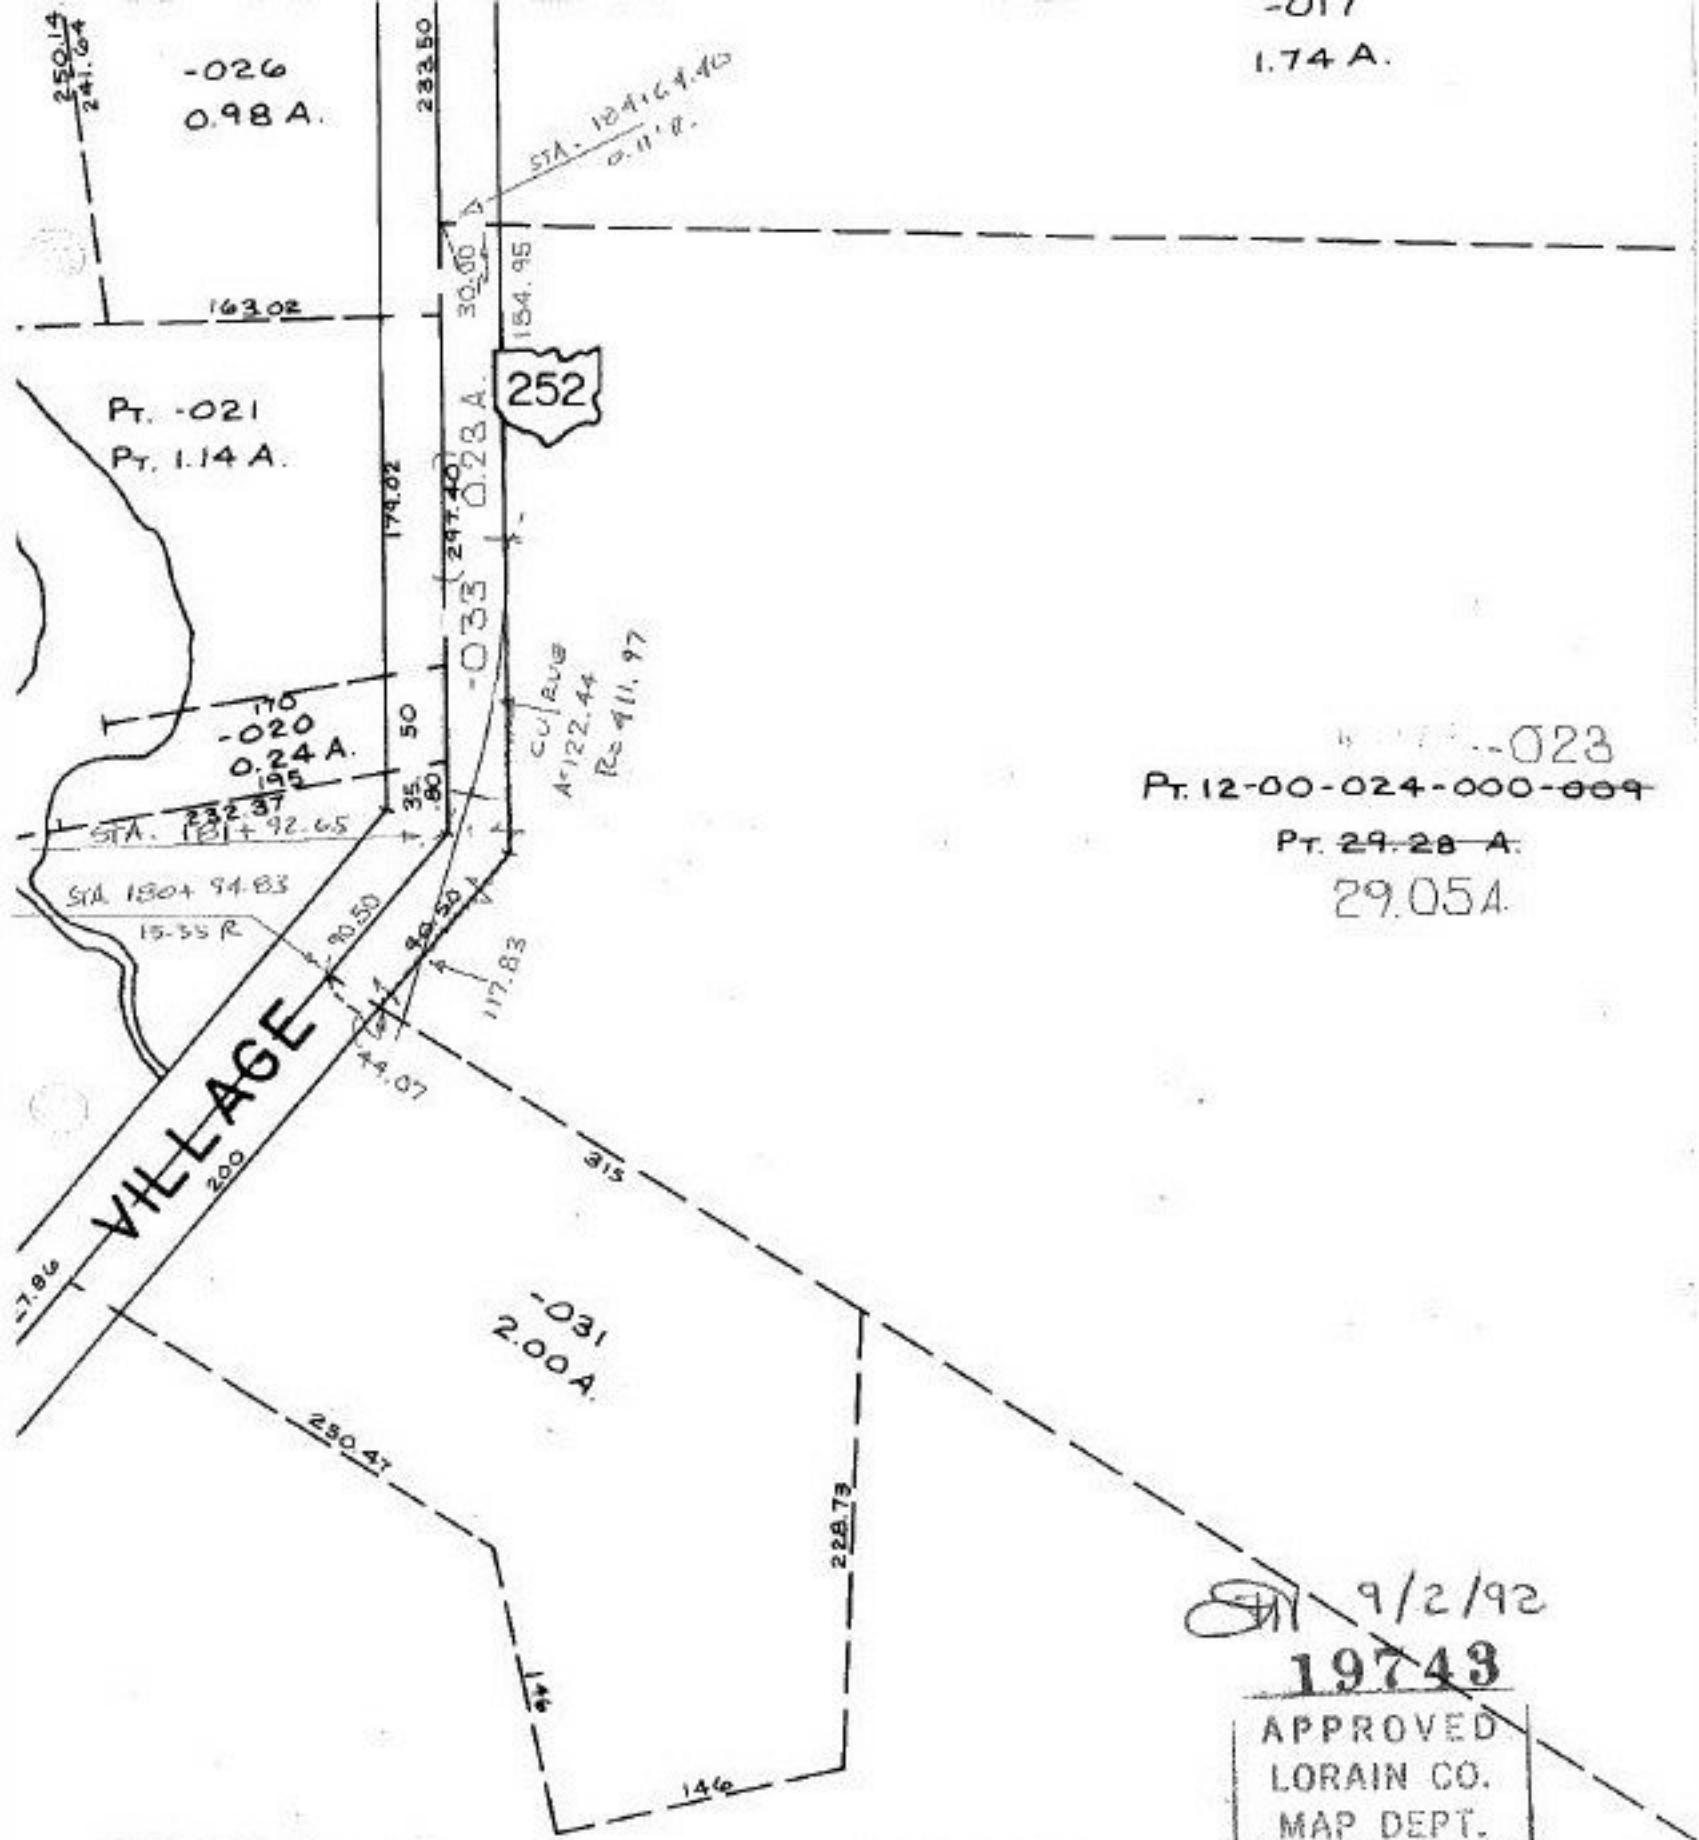 250.14
241.64
-026
0.98 A.
233.50
STA. 184+64.40
0.11' R.
-017
1.74 A.
163.02
30.00
154.95
252
PT. -021
PT. 1.14 A.
174.02
(297.40)
-033 0.23 A.
CURVE
A=122.44
R=411.97
170
-020
0.24 A.
195
232.37
50
35.80
STA. 181+92.65
STA 180+94.83
15.35 R
90.50
90.50
117.83
44.07
-023
PT. 12-00-024-000-009
PT. 29.28 A.
29.05A
VILLAGE
200
7.86
315
-031
2.00 A.
250.47
228.73
146
9/2/92
19743
APPROVED
LORAIN CO.
MAP DEPT.